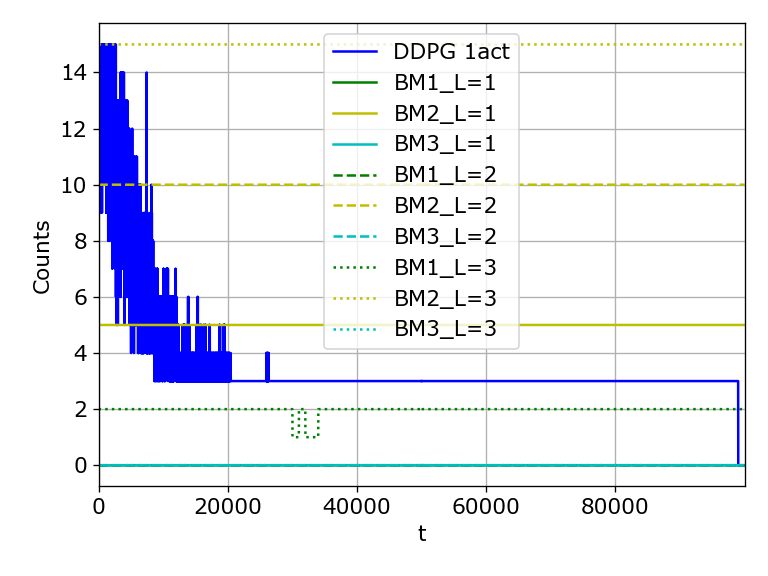 DDPG 1act
BM1_L=1
BM2_L=1
BM3_L=1
BM1_L=2
BM2_L=2
BM3_L=2
BM1_L=3
BM2_L=3
BM3_L=3
14
12
10
8
6
4
2
0
Counts
0 20000 40000 60000 80000
t